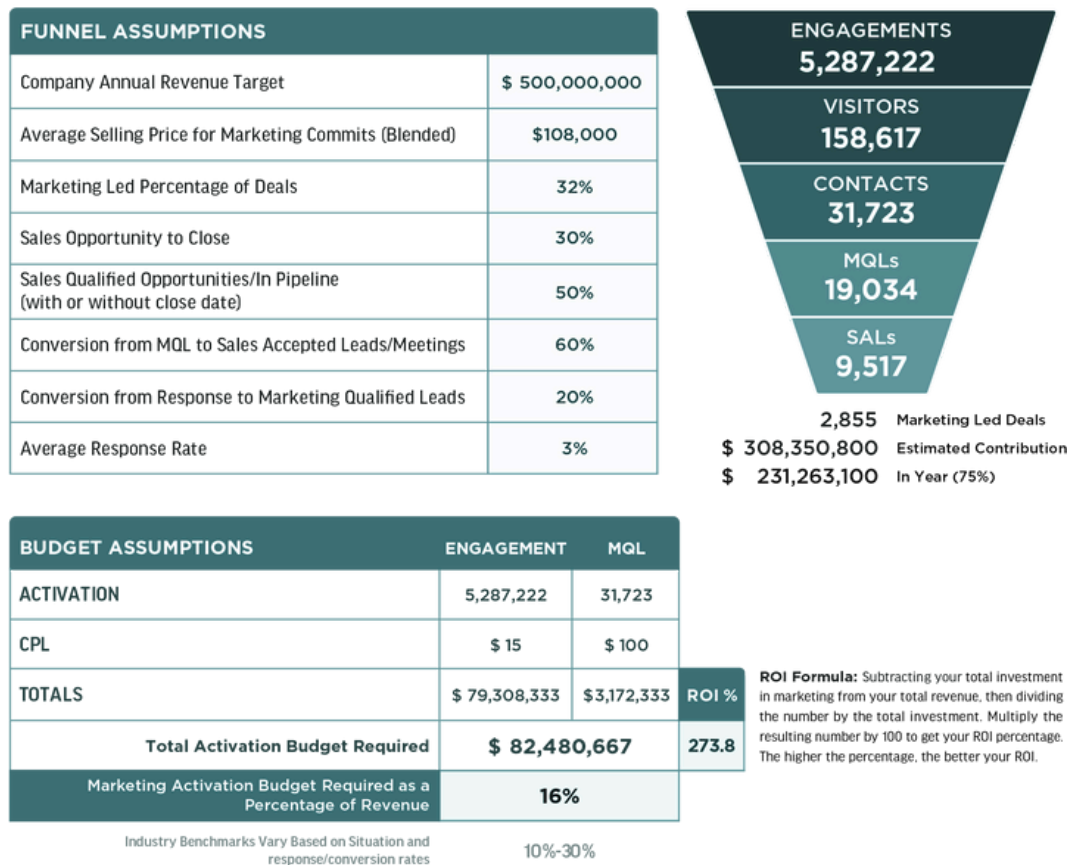 FUNNEL ASSUMPTIONS
Company Annual Revenue Target $ 500,000,000
Average Selling Price for Marketing Commits (Blended) $108,000
Marketing Led Percentage of Deals 32%
Sales Opportunity to Close 30%
Sales Qualified Opportunities/In Pipeline
(with or without close date) 50%
Conversion from MQL to Sales Accepted Leads/Meetings 60%
Conversion from Response to Marketing Qualified Leads 20%
Average Response Rate 3%
ENGAGEMENTS
5,287,222
VISITORS
158,617
CONTACTS
31,723
MQLs
19,034
SALs
9,517
2,855 Marketing Led Deals
$ 308,350,800 Estimated Contribution
$ 231,263,100 In Year (75%)
BUDGET ASSUMPTIONS ENGAGEMENT MQL
ACTIVATION 5,287,222 31,723
CPL $ 15 $ 100
TOTALS $ 79,308,333 $3,172,333 ROI %
Total Activation Budget Required $ 82,480,667 273.8
Marketing Activation Budget Required as a
Percentage of Revenue 16%
Industry Benchmarks Vary Based on Situation and
response/conversion rates 10%-30%
ROI Formula: Subtracting your total investment
in marketing from your total revenue, then dividing
the number by the total investment. Multiply the
resulting number by 100 to get your ROI percentage.
The higher the percentage, the better your ROI.